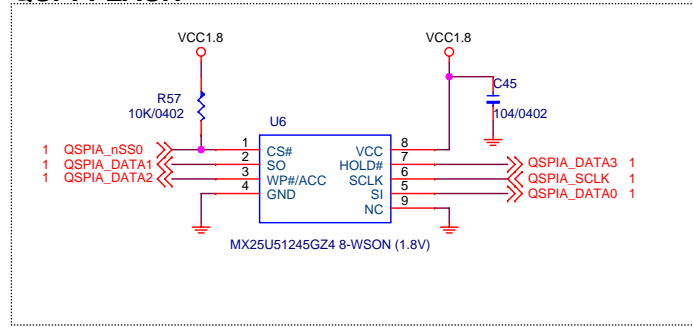 VCC1.8 VCC1.8
R57
10K/0402
C45
104/0402
U6
1 QSPIA_nSS0 1 CS# VCC 8
1 QSPIA_DATA1 2 SO HOLD# 7 QSPIA_DATA3 1
1 QSPIA_DATA2 3 WP#/ACC SCLK 6 QSPIA_SCLK 1
4 GND SI 5 QSPIA_DATA0 1
NC 9
MX25U51245GZ4 8-WSON (1.8V)